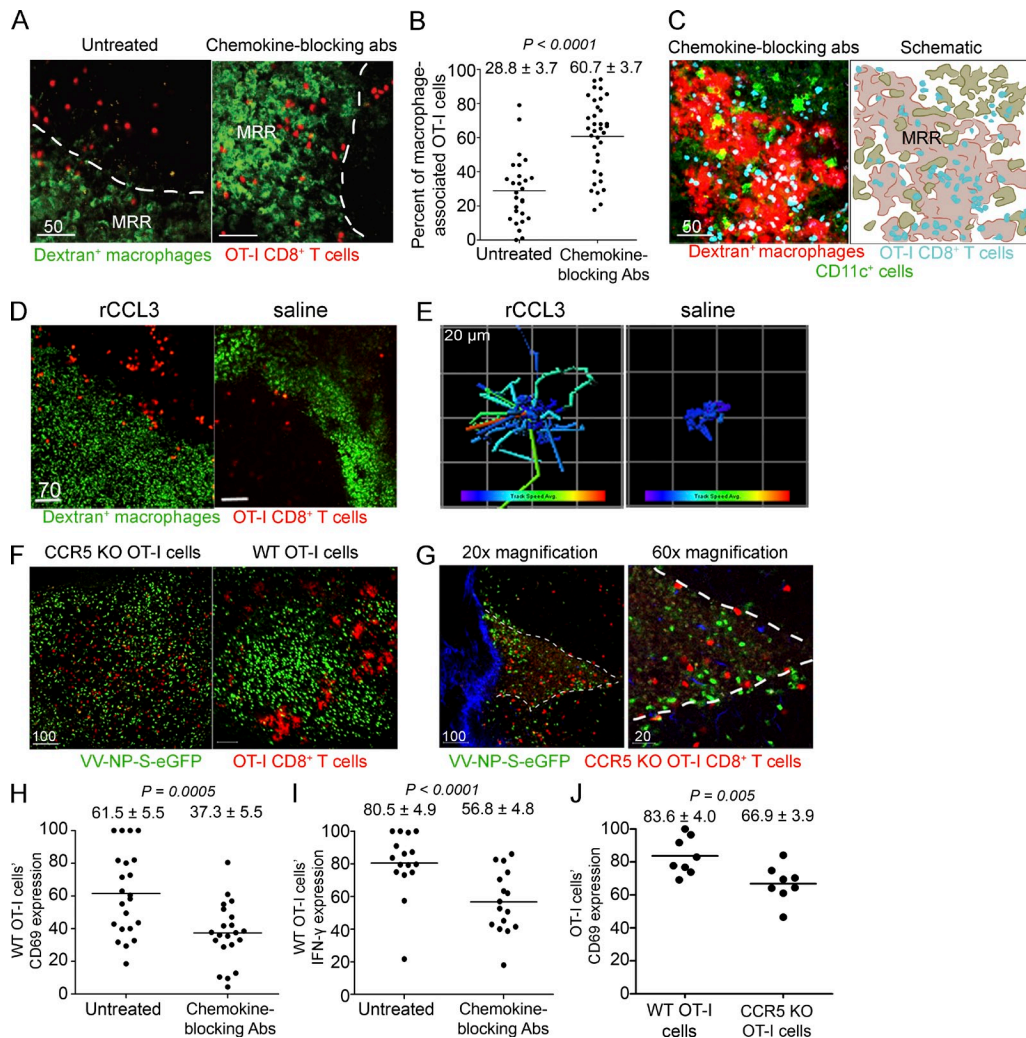 A
Untreated
Chemokine-blocking abs
MRR
MRR
50
Dextran⁺ macrophages
OT-I CD8⁺ T cells
B
P < 0.0001
28.8 ± 3.7
60.7 ± 3.7
Percent of macrophage-
associated OT-I cells
100
80
60
40
20
0
Untreated
Chemokine-
blocking Abs
C
Chemokine-blocking abs
Schematic
MRR
50
Dextran⁺ macrophages
OT-I CD8⁺ T cells
CD11c⁺ cells
D
rCCL3
saline
70
Dextran⁺ macrophages
OT-I CD8⁺ T cells
E
rCCL3
saline
20 µm
Track Speed Avg.
Track Speed Avg.
F
CCR5 KO OT-I cells
WT OT-I cells
100
VV-NP-S-eGFP
OT-I CD8⁺ T cells
G
20x magnification
60x magnification
100
20
VV-NP-S-eGFP
CCR5 KO OT-I CD8⁺ T cells
H
P = 0.0005
61.5 ± 5.5
37.3 ± 5.5
WT OT-I cells'
CD69 expression
100
80
60
40
20
0
Untreated
Chemokine-
blocking Abs
I
P < 0.0001
80.5 ± 4.9
56.8 ± 4.8
WT OT-I cells'
IFN-γ expression
100
80
60
40
20
0
Untreated
Chemokine-
blocking Abs
J
P = 0.005
83.6 ± 4.0
66.9 ± 3.9
OT-I cells'
CD69 expression
100
80
60
40
20
0
WT OT-I
cells
CCR5 KO
OT-I cells